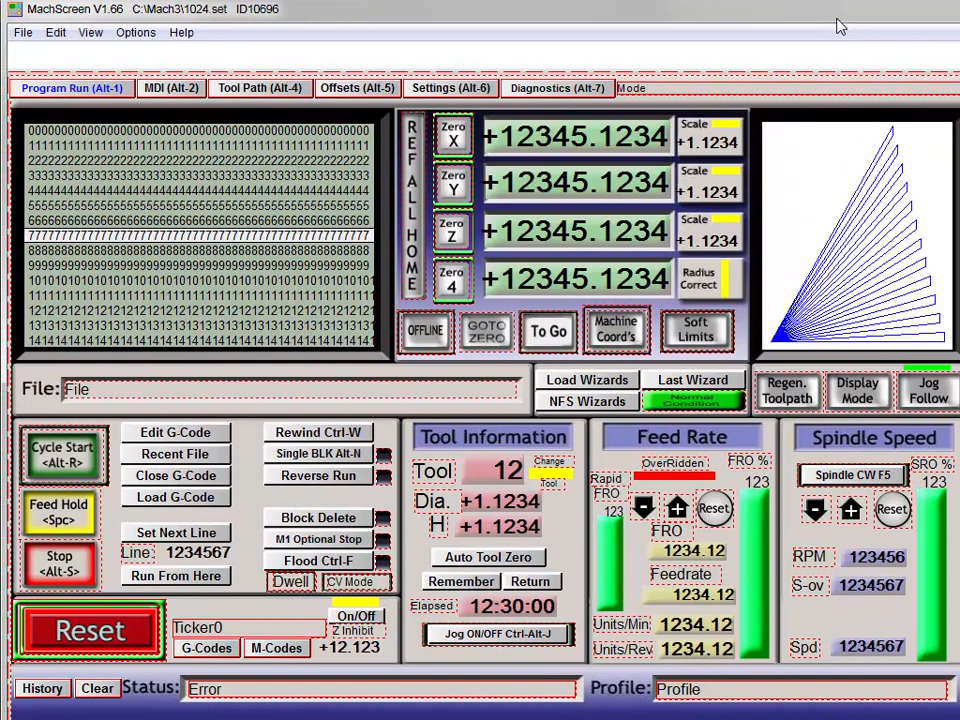 MachScreen V1.66 C:\Mach3\1024.set ID10696
File Edit View Options Help
Program Run (Alt-1) MDI (Alt-2) Tool Path (Alt-4) Offsets (Alt-5) Settings (Alt-6) Diagnostics (Alt-7) Mode
REF ALL HOME
Zero X +12345.1234 Scale +1.1234
Zero Y +12345.1234 Scale +1.1234
Zero Z +12345.1234 Scale +1.1234
Zero 4 +12345.1234 Radius Correct
OFFLINE GOTO ZERO To Go Machine Coord's Soft Limits
File: File
Load Wizards Last Wizard
NFS Wizards Normal Condition
Regen. Toolpath Display Mode Jog Follow
Cycle Start <Alt-R>
Feed Hold <Spc>
Stop <Alt-S>
Edit G-Code
Recent File
Close G-Code
Load G-Code
Set Next Line
Line: 1234567
Run From Here
Rewind Ctrl-W
Single BLK Alt-N
Reverse Run
Block Delete
M1 Optional Stop
Flood Ctrl-F
Dwell CV Mode
Tool Information
Tool 12 Change Tool
Dia. +1.1234
H +1.1234
Auto Tool Zero
Remember Return
Elapsed 12:30:00
Jog ON/OFF Ctrl-Alt-J
Feed Rate
OverRidden FRO %
Rapid FRO 123
123
Reset
FRO
1234.12
Feedrate
1234.12
Units/Min 1234.12
Units/Rev 1234.12
Spindle Speed
Spindle CW F5 SRO %
123
Reset
RPM 123456
S-ov 1234567
Spd 1234567
Reset
Ticker0
G-Codes M-Codes
On/Off
Z Inhibit
+12.123
History Clear Status: Error Profile: Profile